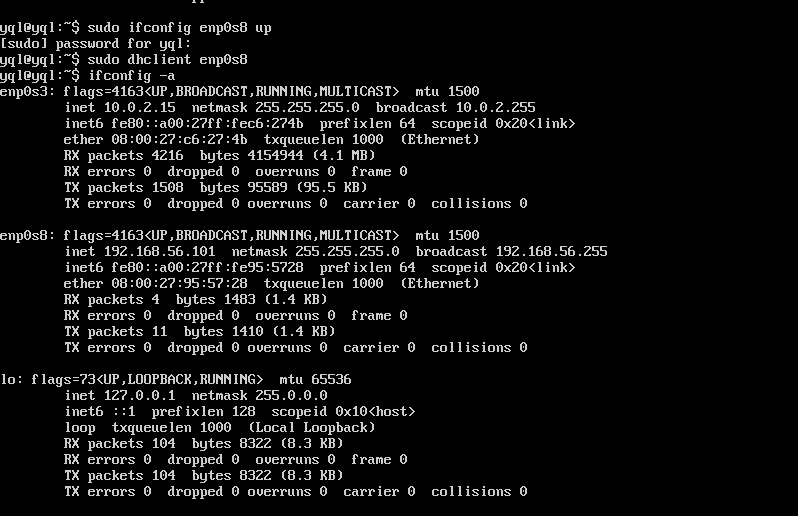 yql@yql:~$ sudo ifconfig enp0s8 up
[sudo] password for yql:
yql@yql:~$ sudo dhclient enp0s8
yql@yql:~$ ifconfig -a
enp0s3: flags=4163<UP,BROADCAST,RUNNING,MULTICAST>  mtu 1500
        inet 10.0.2.15  netmask 255.255.255.0  broadcast 10.0.2.255
        inet6 fe80::a00:27ff:fec6:274b  prefixlen 64  scopeid 0x20<link>
        ether 08:00:27:c6:27:4b  txqueuelen 1000  (Ethernet)
        RX packets 4216  bytes 4154944 (4.1 MB)
        RX errors 0  dropped 0  overruns 0  frame 0
        TX packets 1508  bytes 95589 (95.5 KB)
        TX errors 0  dropped 0 overruns 0  carrier 0  collisions 0
enp0s8: flags=4163<UP,BROADCAST,RUNNING,MULTICAST>  mtu 1500
        inet 192.168.56.101  netmask 255.255.255.0  broadcast 192.168.56.255
        inet6 fe80::a00:27ff:fe95:5728  prefixlen 64  scopeid 0x20<link>
        ether 08:00:27:95:57:28  txqueuelen 1000  (Ethernet)
        RX packets 4  bytes 1483 (1.4 KB)
        RX errors 0  dropped 0  overruns 0  frame 0
        TX packets 11  bytes 1410 (1.4 KB)
        TX errors 0  dropped 0 overruns 0  carrier 0  collisions 0
lo: flags=73<UP,LOOPBACK,RUNNING>  mtu 65536
        inet 127.0.0.1  netmask 255.0.0.0
        inet6 ::1  prefixlen 128  scopeid 0x10<host>
        loop  txqueuelen 1000  (Local Loopback)
        RX packets 104  bytes 8322 (8.3 KB)
        RX errors 0  dropped 0  overruns 0  frame 0
        TX packets 104  bytes 8322 (8.3 KB)
        TX errors 0  dropped 0 overruns 0  carrier 0  collisions 0